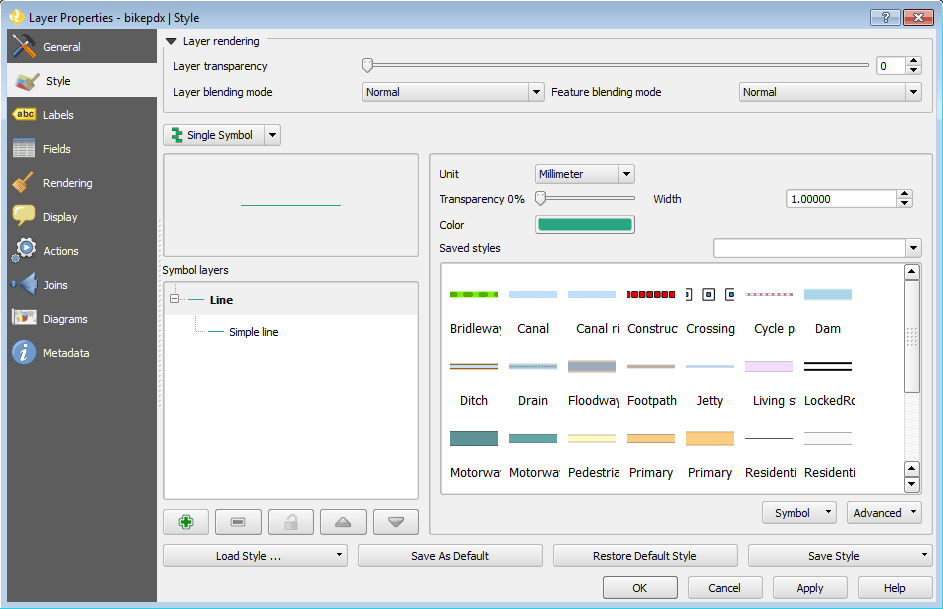 Layer Properties - bikepdx | Style
General
Style
abc Labels
Fields
Rendering
Display
Actions
Joins
Diagrams
i Metadata
Layer rendering
Layer transparency 0
Layer blending mode Normal Feature blending mode Normal
Single Symbol
Symbol layers
Line
Simple line
Unit Millimeter
Transparency 0% Width 1.00000
Color
Saved styles
Bridleway Canal Canal ri Construc Crossing Cycle p Dam
Ditch Drain Floodway Footpath Jetty Living s LockedRo
Motorwa Motorwa Pedestria Primary Primary Residenti Residenti
Symbol Advanced
Load Style ... Save As Default Restore Default Style Save Style
OK Cancel Apply Help